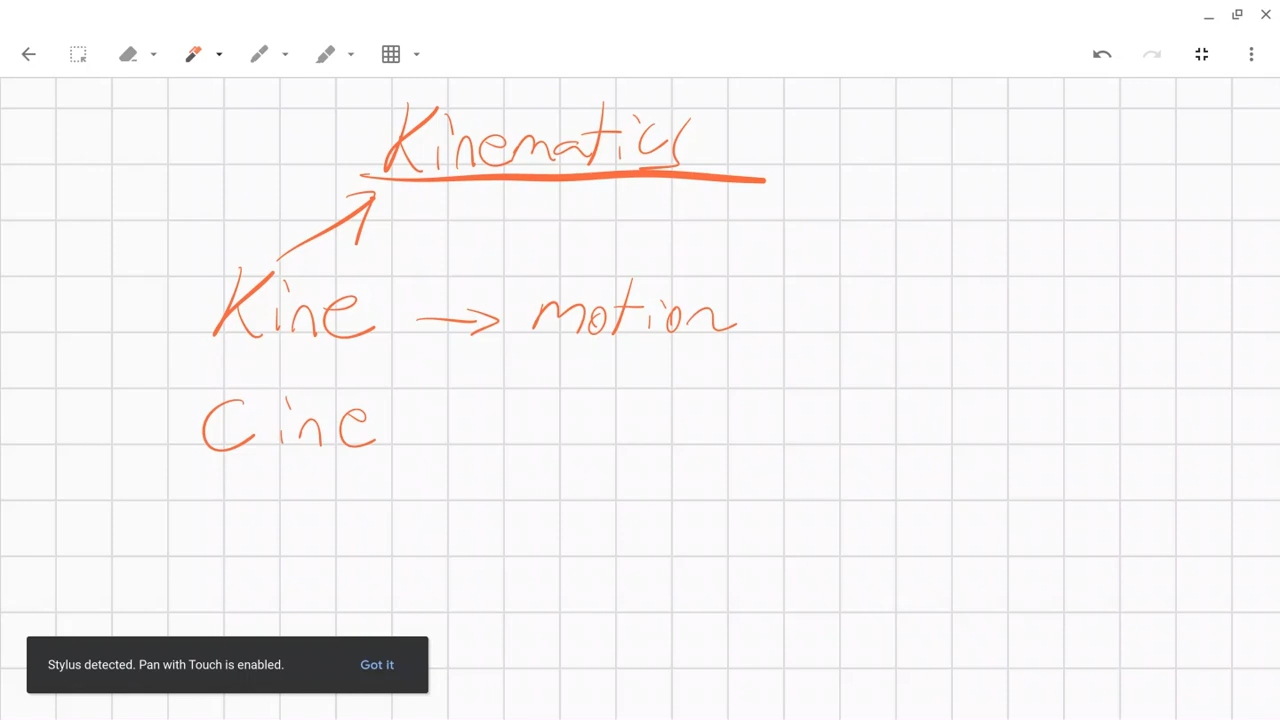 Kinematics
Kine → motion
Cine
Stylus detected. Pan with Touch is enabled. Got it